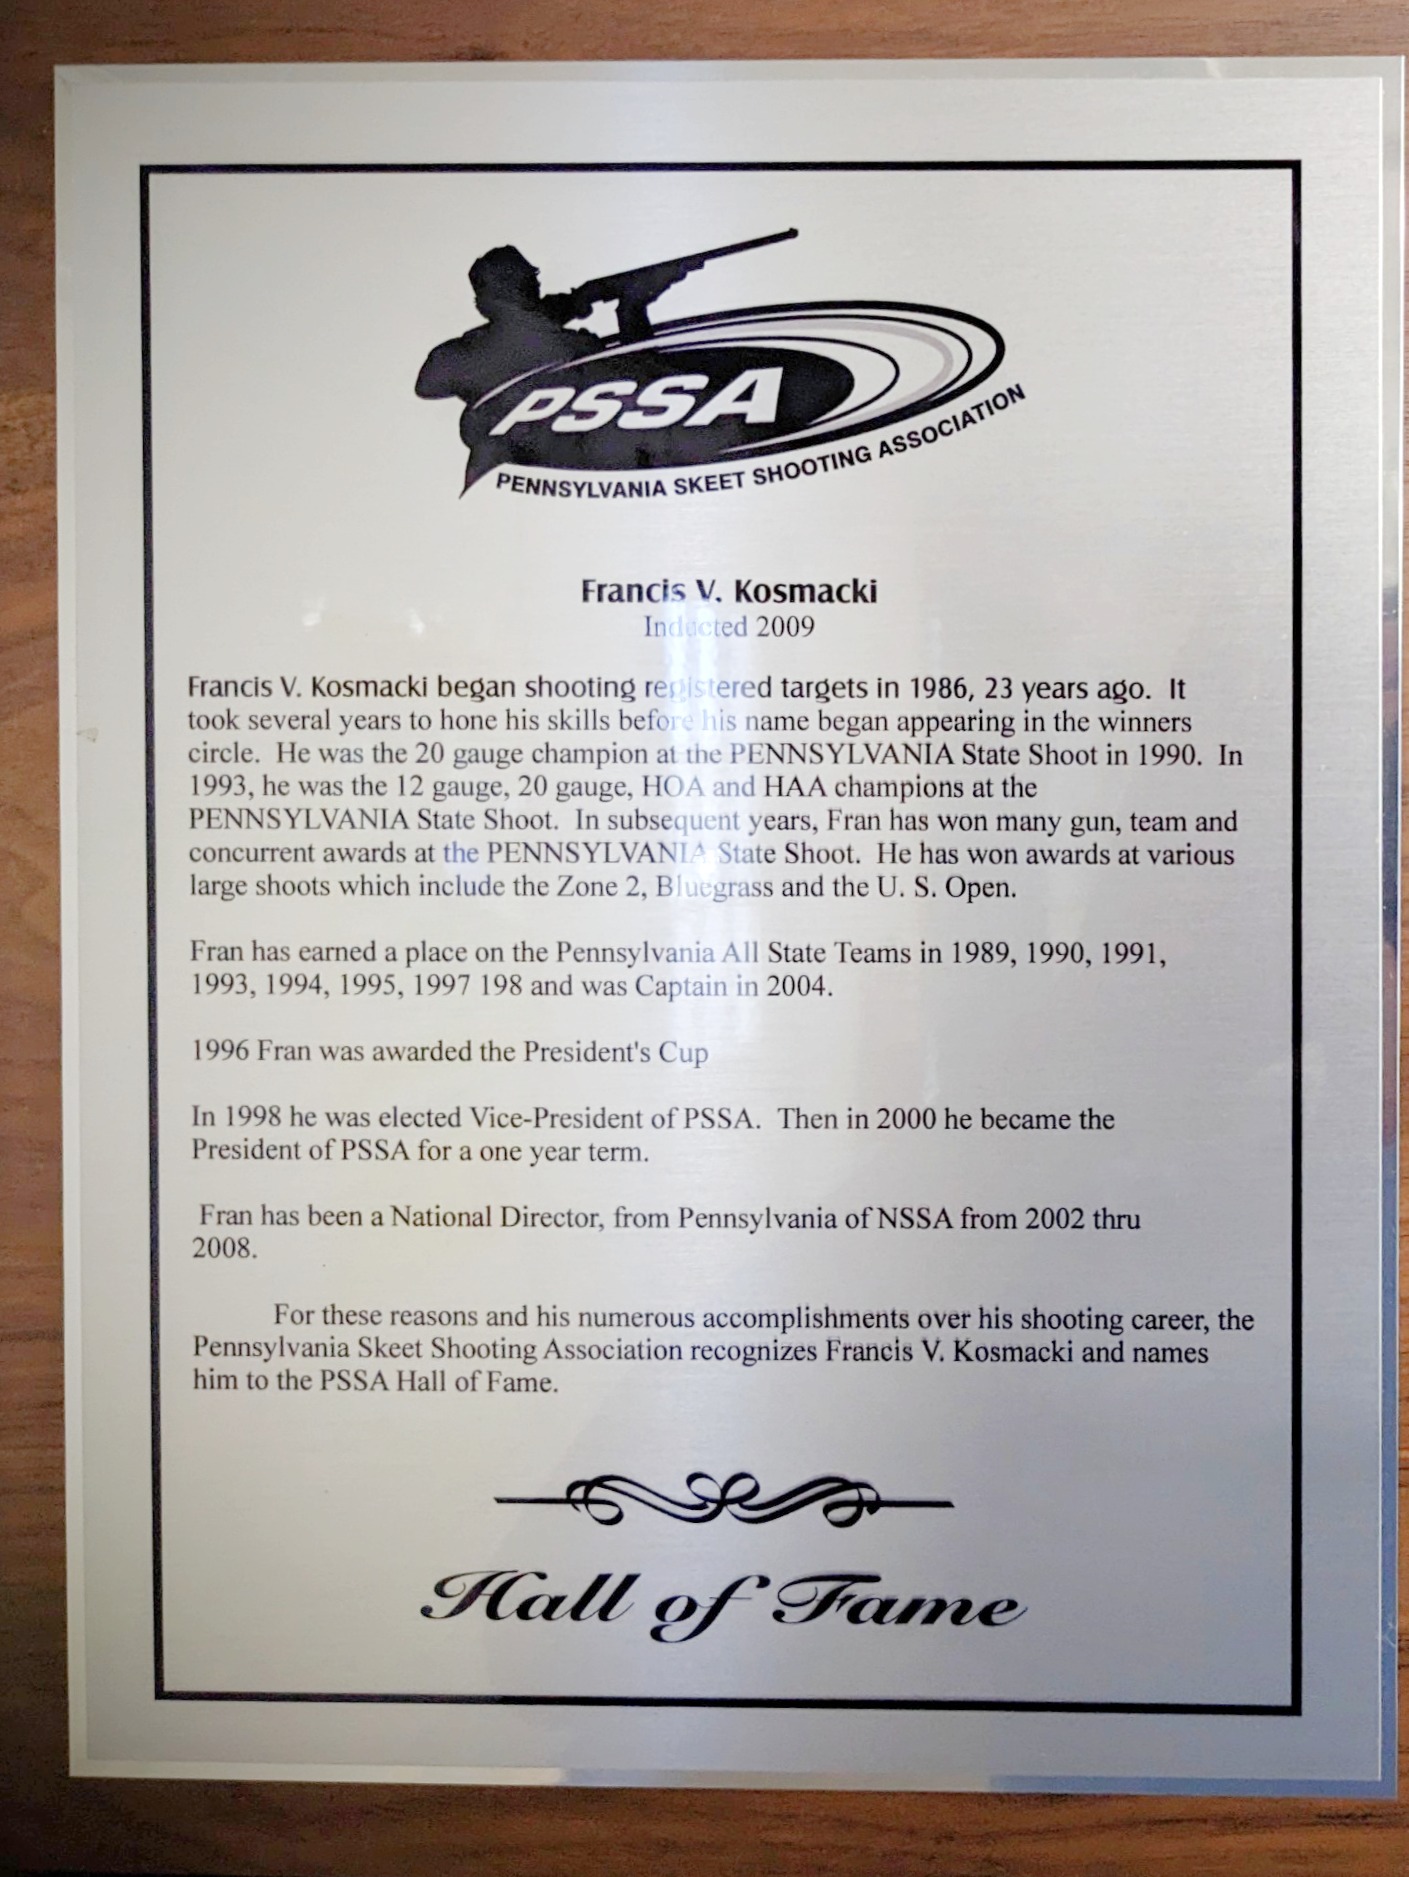 PSSA
PENNSYLVANIA SKEET SHOOTING ASSOCIATION
Francis V. Kosmacki
Inducted 2009
Francis V. Kosmacki began shooting registered targets in 1986, 23 years ago. It
took several years to hone his skills before his name began appearing in the winners
circle. He was the 20 gauge champion at the PENNSYLVANIA State Shoot in 1990. In
1993, he was the 12 gauge, 20 gauge, HOA and HAA champions at the
PENNSYLVANIA State Shoot. In subsequent years, Fran has won many gun, team and
concurrent awards at the PENNSYLVANIA State Shoot. He has won awards at various
large shoots which include the Zone 2, Bluegrass and the U. S. Open.
Fran has earned a place on the Pennsylvania All State Teams in 1989, 1990, 1991,
1993, 1994, 1995, 1997 198 and was Captain in 2004.
1996 Fran was awarded the President's Cup
In 1998 he was elected Vice-President of PSSA. Then in 2000 he became the
President of PSSA for a one year term.
Fran has been a National Director, from Pennsylvania of NSSA from 2002 thru
2008.
For these reasons and his numerous accomplishments over his shooting career, the
Pennsylvania Skeet Shooting Association recognizes Francis V. Kosmacki and names
him to the PSSA Hall of Fame.
Hall of Fame